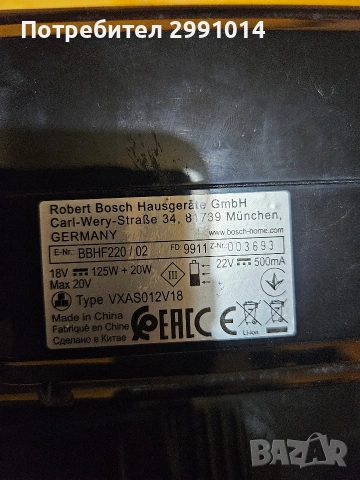 Потребител 2991014
Robert Bosch Hausgeräte GmbH
Carl-Wery-Straße 34, 81739 München,
GERMANY www.bosch-home.com
E-Nr. BBHF220 / 02 FD 9911 Z-Nr. 003693
18V ⎓ 125W + 20W 22V ⎓ 500mA
Max 20V
III
Li-ion
Type VXAS012V18
Made in China
Fabriqué en Chine
Сделано в Китае
EAC CE
BAZAR